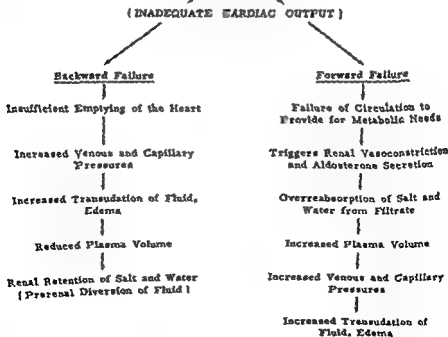 (INADEQUATE CARDIAC OUTPUT)
Backward Failure
Insufficient Emptying of the Heart
Increased Venous and Capillary
Pressures
Increased Transudation of Fluid,
Edema
Reduced Plasma Volume
Renal Retention of Salt and Water
(Prerenal Diversion of Fluid)
Forward Failure
Failure of Circulation to
Provide for Metabolic Needs
Triggers Renal Vasoconstriction
and Aldosterone Secretion
Overreabsorption of Salt and
Water from Filtrate
Increased Plasma Volume
Increased Venous and Capillary
Pressures
Increased Transudation of
Fluid, Edema